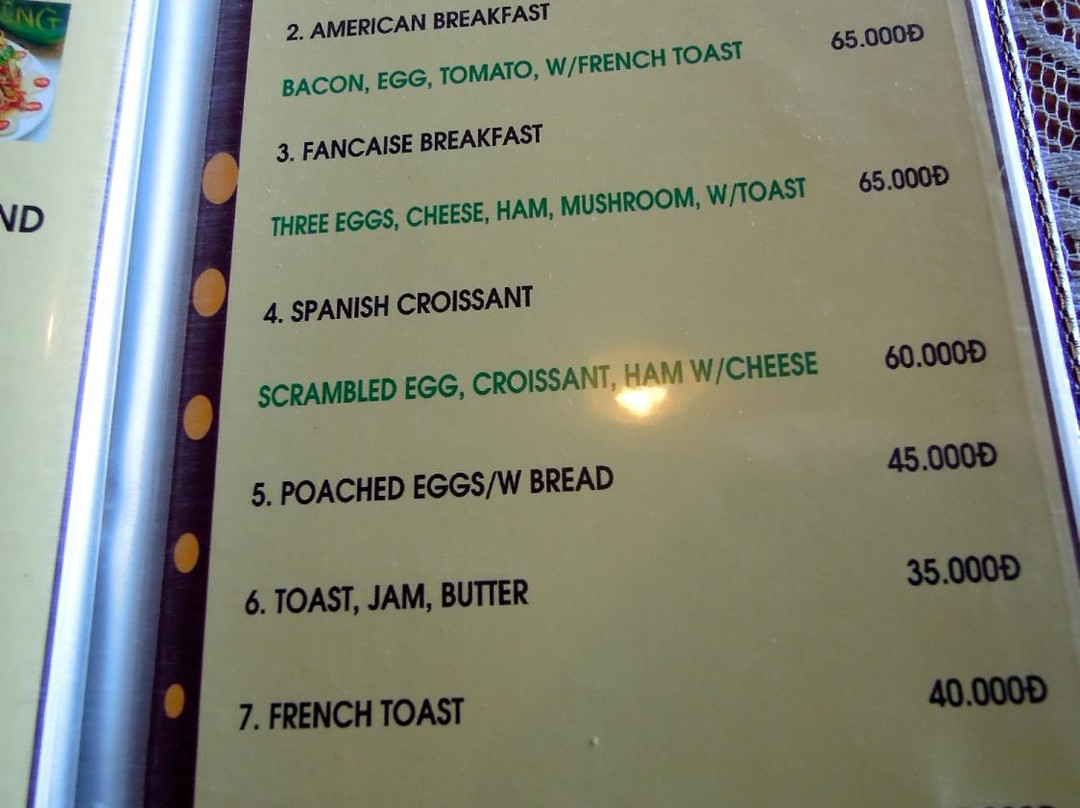 ENG
ND
2. AMERICAN BREAKFAST
65.000Đ
BACON, EGG, TOMATO, W/FRENCH TOAST
3. FANCAISE BREAKFAST
65.000Đ
THREE EGGS, CHEESE, HAM, MUSHROOM, W/TOAST
4. SPANISH CROISSANT
60.000Đ
SCRAMBLED EGG, CROISSANT, HAM W/CHEESE
5. POACHED EGGS/W BREAD 45.000Đ
6. TOAST, JAM, BUTTER 35.000Đ
7. FRENCH TOAST 40.000Đ